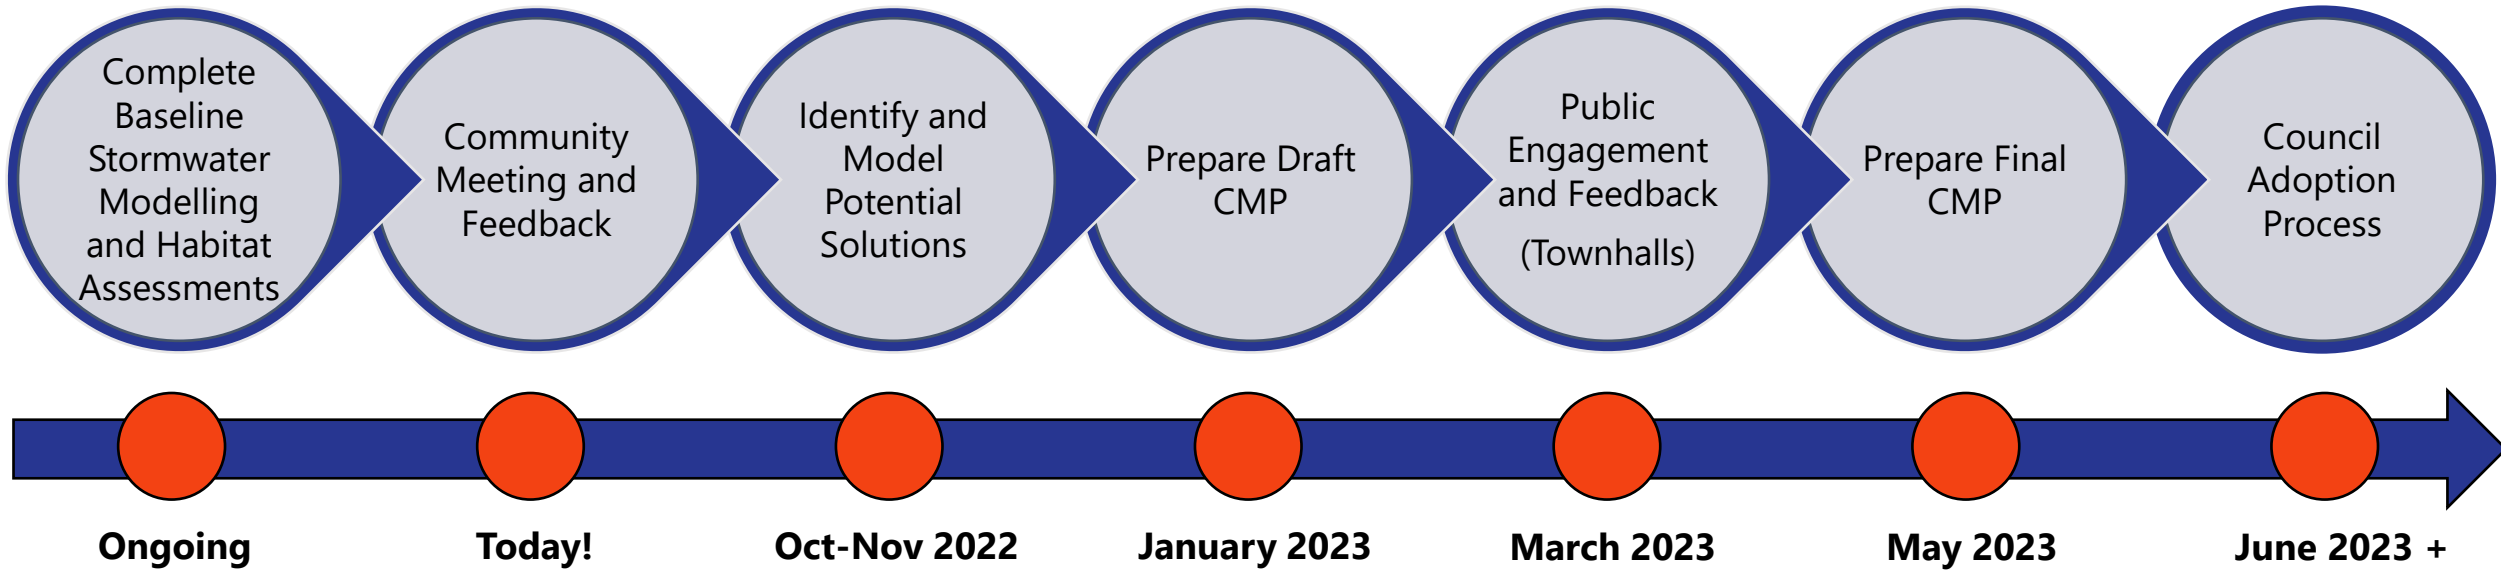 Complete
Baseline
Stormwater
Modelling
and Habitat
Assessments
Community
Meeting and
Feedback
Identify and
Model
Potential
Solutions
Prepare Draft
CMP
Public
Engagement
and Feedback
(Townhalls)
Prepare Final
CMP
Council
Adoption
Process
Ongoing
Today!
Oct-Nov 2022
January 2023
March 2023
May 2023
June 2023 +